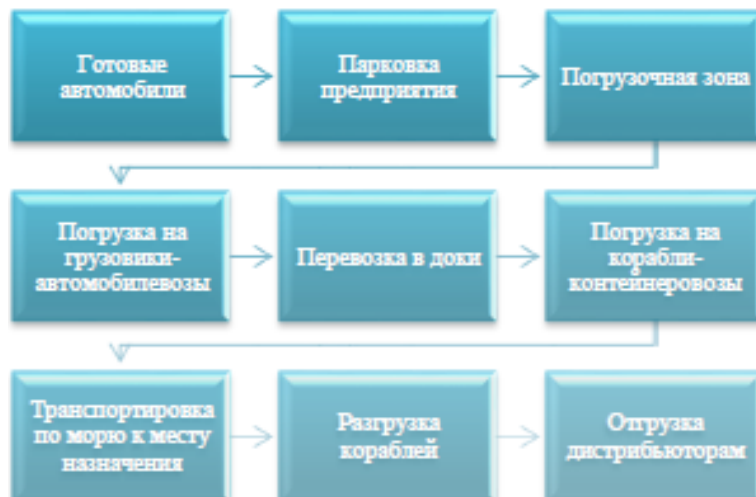 Готовые
автомобили
Парковка
предприятия
Погрузочная зона
Погрузка на
грузовики-
автомобилевозы
Перевозка в доки
Погрузка на
корабли-
контейнеровозы
Транспортировка
по морю к месту
назначения
Разгрузка
кораблей
Отгрузка
дистрибьюторам